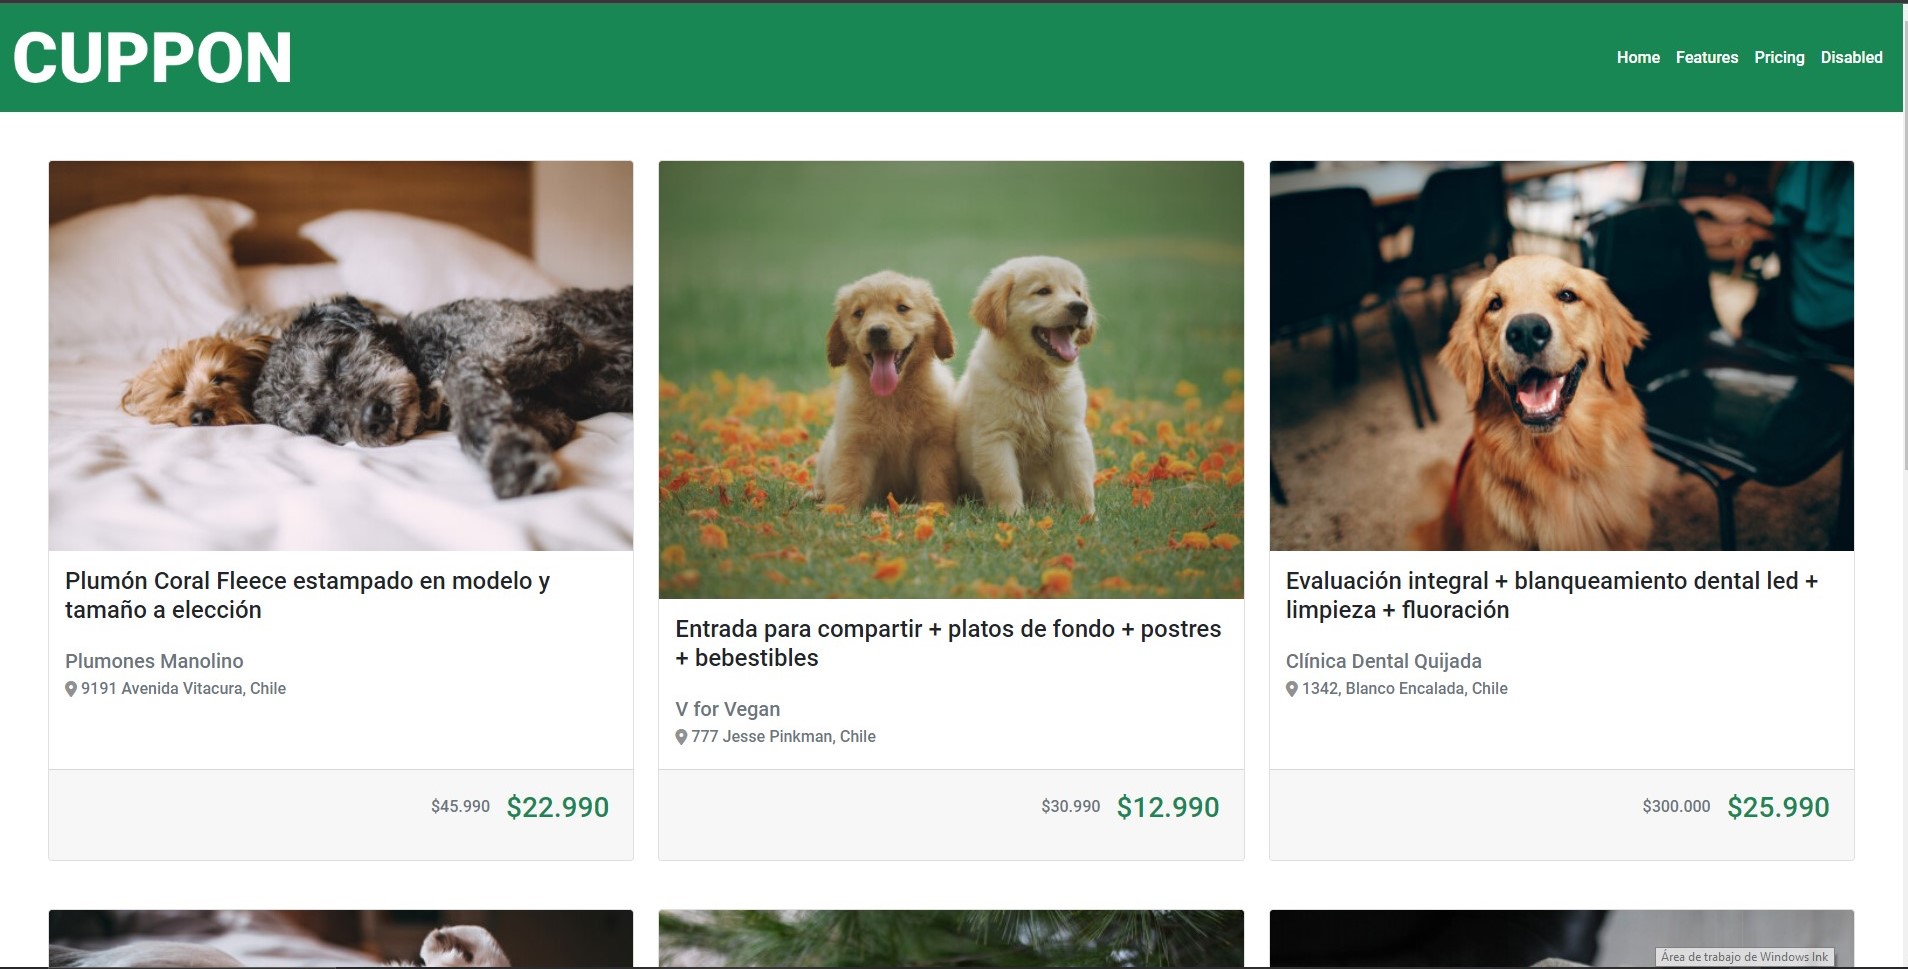 CUPPON
Home Features Pricing Disabled
Plumón Coral Fleece estampado en modelo y
tamaño a elección
Plumones Manolino
9191 Avenida Vitacura, Chile
$45.990 $22.990
Entrada para compartir + platos de fondo + postres
+ bebestibles
V for Vegan
777 Jesse Pinkman, Chile
$30.990 $12.990
Evaluación integral + blanqueamiento dental led +
limpieza + fluoración
Clínica Dental Quijada
1342, Blanco Encalada, Chile
$300.000 $25.990
Área de trabajo de Windows Ink